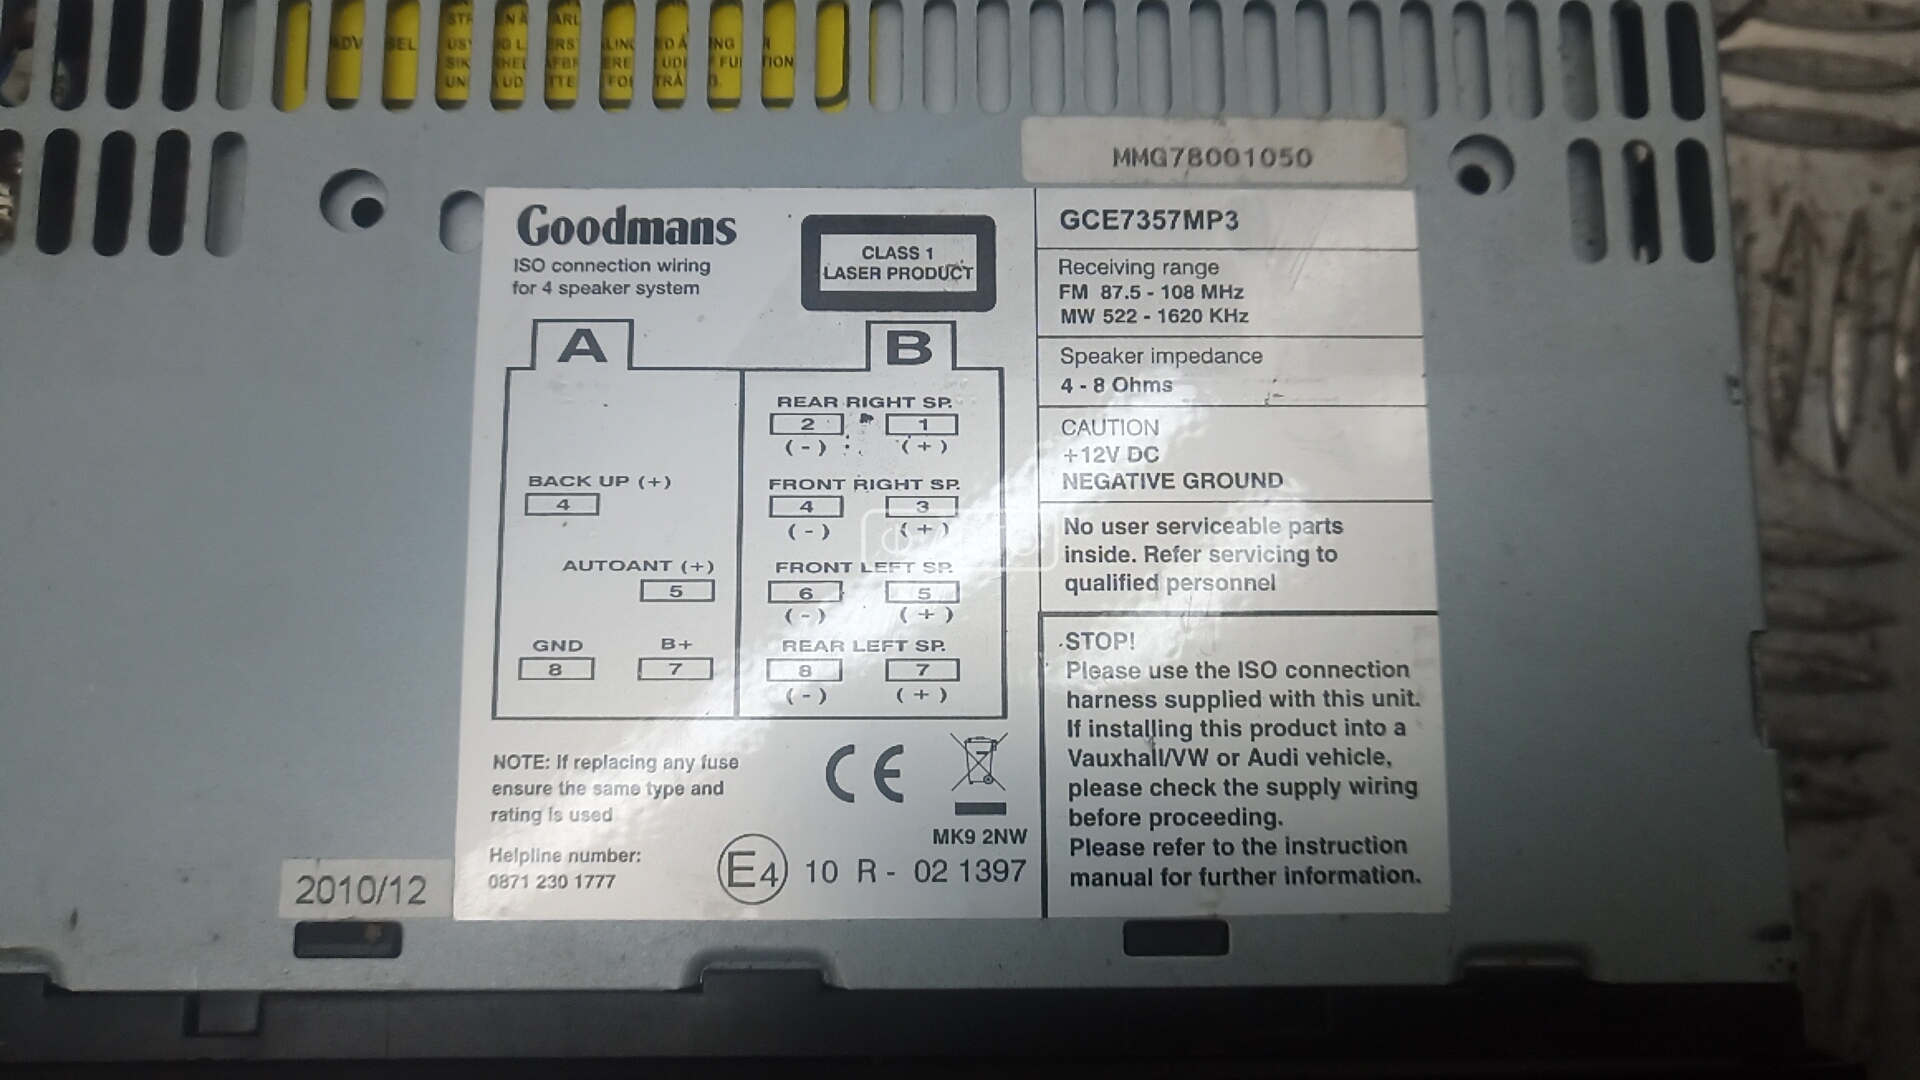 ADV SEL
MMG78001050
Goodmans
ISO connection wiring
for 4 speaker system
CLASS 1
LASER PRODUCT
A
B
BACK UP (+)
4
AUTOANT (+)
5
GND B+
8 7
REAR RIGHT SP.
2 1
(-) (+)
FRONT RIGHT SP.
4 3
(-) (+)
FRONT LEFT SP.
6 5
(-) (+)
REAR LEFT SP.
8 7
(-) (+)
NOTE: If replacing any fuse
ensure the same type and
rating is used
Helpline number:
0871 230 1777
CE
MK9 2NW
E4 10 R - 02 1397
GCE7357MP3
Receiving range
FM 87.5 - 108 MHz
MW 522 - 1620 KHz
Speaker impedance
4 - 8 Ohms
CAUTION
+12V DC
NEGATIVE GROUND
No user serviceable parts
inside. Refer servicing to
qualified personnel
STOP!
Please use the ISO connection
harness supplied with this unit.
If installing this product into a
Vauxhall/VW or Audi vehicle,
please check the supply wiring
before proceeding.
Please refer to the instruction
manual for further information.
2010/12